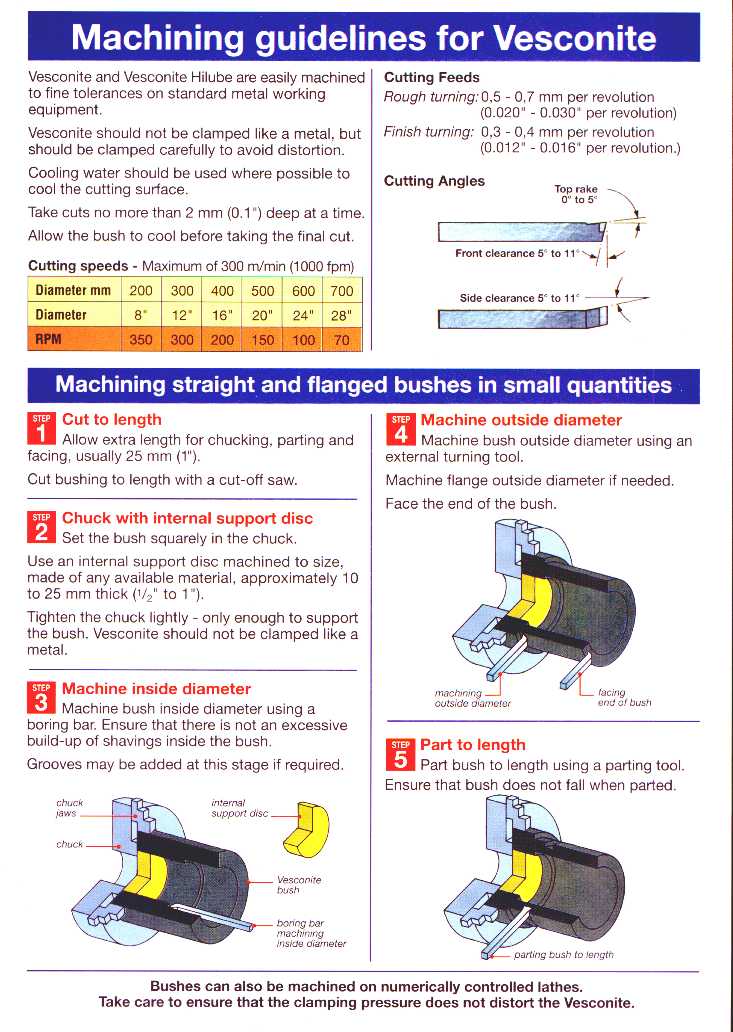 Machining guidelines for Vesconite
Vesconite and Vesconite Hilube are easily machined
to fine tolerances on standard metal working
equipment.
Vesconite should not be clamped like a metal, but
should be clamped carefully to avoid distortion.
Cooling water should be used where possible to
cool the cutting surface.
Take cuts no more than 2 mm (0.1") deep at a time.
Allow the bush to cool before taking the final cut.
Cutting speeds - Maximum of 300 m/min (1000 fpm)
Diameter mm 200 300 400 500 600 700
Diameter 8" 12" 16" 20" 24" 28"
RPM 350 300 200 150 100 70
Cutting Feeds
Rough turning: 0,5 - 0,7 mm per revolution
(0.020" - 0.030" per revolution)
Finish turning: 0,3 - 0,4 mm per revolution
(0.012" - 0.016" per revolution.)
Cutting Angles
Top rake
0° to 5°
Front clearance 5° to 11°
Side clearance 5° to 11°
Machining straight and flanged bushes in small quantities
STEP 1 Cut to length
Allow extra length for chucking, parting and
facing, usually 25 mm (1").
Cut bushing to length with a cut-off saw.
STEP 2 Chuck with internal support disc
Set the bush squarely in the chuck.
Use an internal support disc machined to size,
made of any available material, approximately 10
to 25 mm thick (1/2" to 1").
Tighten the chuck lightly - only enough to support
the bush. Vesconite should not be clamped like a
metal.
STEP 3 Machine inside diameter
Machine bush inside diameter using a
boring bar. Ensure that there is not an excessive
build-up of shavings inside the bush.
Grooves may be added at this stage if required.
chuck
jaws
internal
support disc
chuck
Vesconite
bush
boring bar
machining
inside diameter
STEP 4 Machine outside diameter
Machine bush outside diameter using an
external turning tool.
Machine flange outside diameter if needed.
Face the end of the bush.
machining
outside diameter
facing
end of bush
STEP 5 Part to length
Part bush to length using a parting tool.
Ensure that bush does not fall when parted.
parting bush to length
Bushes can also be machined on numerically controlled lathes.
Take care to ensure that the clamping pressure does not distort the Vesconite.